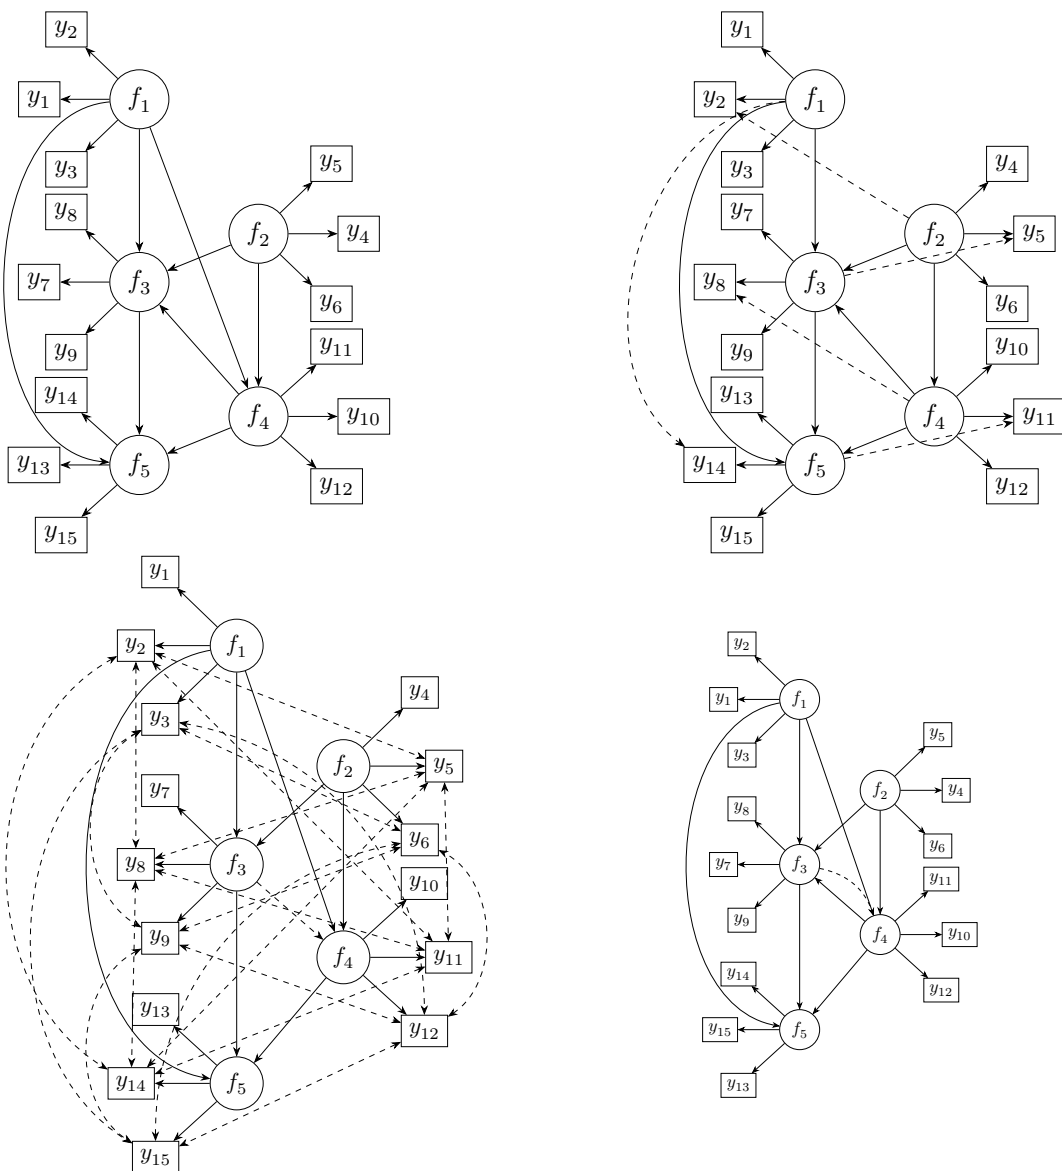 y₂
f₁
y₁
y₃
y₅
y₈
f₂
y₄
f₃
y₇
y₆
y₉
y₁₁
y₁₄
f₄
y₁₀
f₅
y₁₃
y₁₂
y₁₅
y₁
f₁
y₂
y₃
y₄
y₇
f₂
y₅
f₃
y₈
y₆
y₉
y₁₀
y₁₃
f₄
y₁₁
f₅
y₁₄
y₁₂
y₁₅
y₁
f₁
y₂
y₄
y₃
f₂
y₅
y₇
y₆
f₃
y₈
y₁₀
y₉
f₄
y₁₁
y₁₃
y₁₂
f₅
y₁₄
y₁₅
y₂
f₁
y₁
y₅
y₃
f₂
y₄
y₈
y₆
f₃
y₇
y₁₁
y₉
f₄
y₁₀
y₁₄
y₁₂
y₁₅
f₅
y₁₃